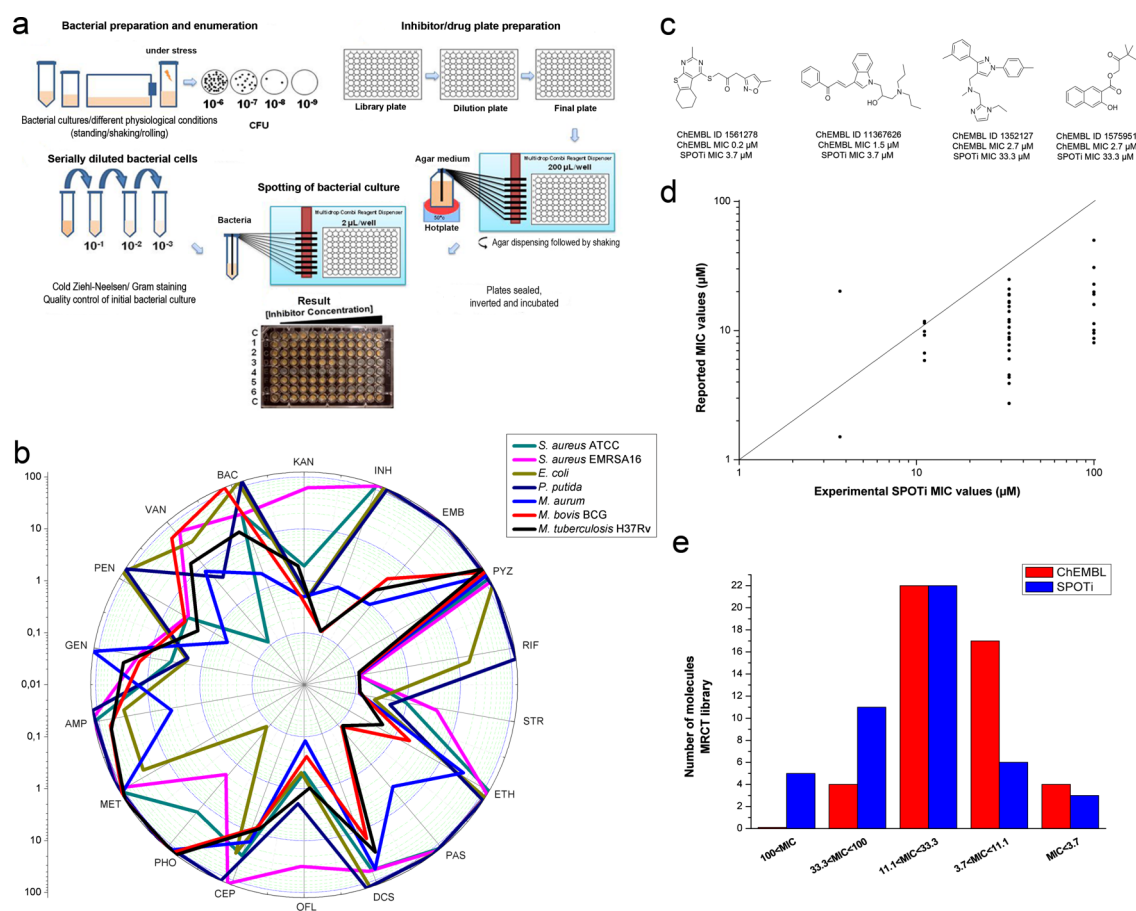 a
Bacterial preparation and enumeration
under stress
10-6 10-7 10-8 10-9
CFU
Bacterial cultures/different physiological conditions
(standing/shaking/rolling)
Inhibitor/drug plate preparation
Library plate
Dilution plate
Final plate
Serially diluted bacterial cells
10-1 10-2 10-3
Cold Ziehl-Neelsen/ Gram staining
Quality control of initial bacterial culture
Spotting of bacterial culture
Bacteria
Multidrop Combi Reagent Dispenser
2 µL/well
Agar medium
50°c
Hotplate
Multidrop Combi Reagent Dispenser
200 µL/well
Agar dispensing followed by shaking
Plates sealed,
inverted and incubated
Result
[Inhibitor Concentration]
C
1
2
3
4
5
6
C
b
S. aureus ATCC
S. aureus EMRSA16
E. coli
P. putida
M. aurum
M. bovis BCG
M. tuberculosis H37Rv
100
10
1
0,1
0,01
0,1
1
10
100
KAN
INH
EMB
PYZ
RIF
STR
ETH
PAS
DCS
OFL
CEP
PHO
MET
AMP
GEN
PEN
VAN
BAC
c
ChEMBL ID 1561278
ChEMBL MIC 0.2 µM
SPOTi MIC 3.7 µM
ChEMBL ID 11367626
ChEMBL MIC 1.5 µM
SPOTi MIC 3.7 µM
ChEMBL ID 1352127
ChEMBL MIC 2.7 µM
SPOTi MIC 33.3 µM
ChEMBL ID 1575951
ChEMBL MIC 2.7 µM
SPOTi MIC 33.3 µM
d
Reported MIC values (µM)
100
10
1
1 10 100
Experimental SPOTi MIC values (µM)
e
ChEMBL
SPOTi
Number of molecules
MRCT library
22
20
18
16
14
12
10
8
6
4
2
0
100<MIC
33.3<MIC<100
11.1<MIC<33.3
3.7<MIC<11.1
MIC<3.7